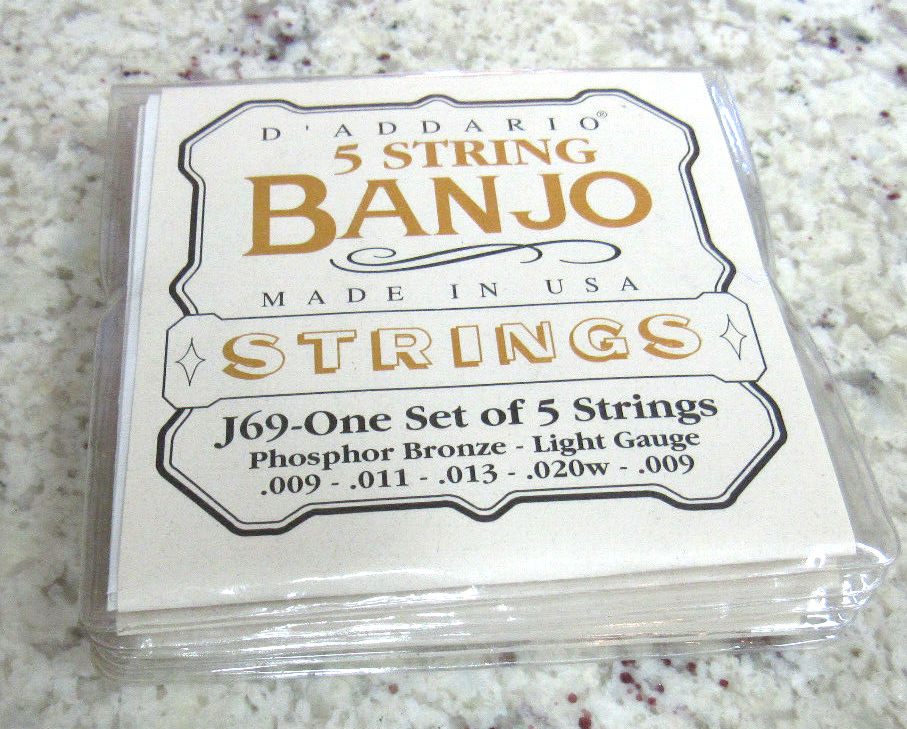 D'ADDARIO®
5 STRING
BANJO
MADE IN USA
STRINGS
J69-One Set of 5 Strings
Phosphor Bronze - Light Gauge
.009 - .011 - .013 - .020w - .009